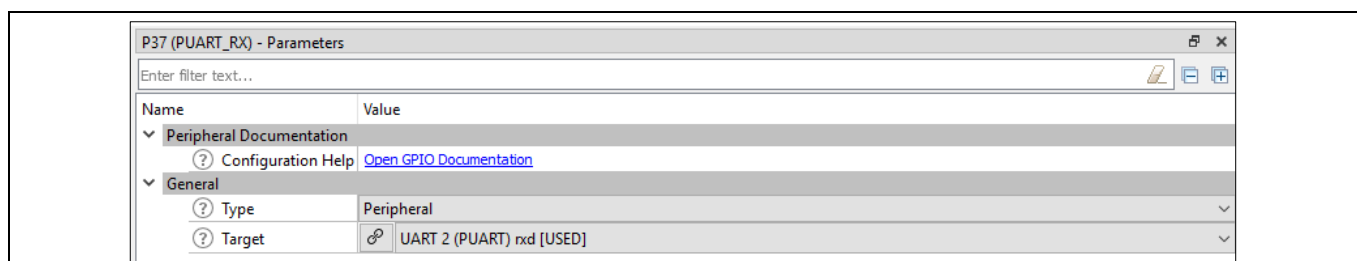 P37 (PUART_RX) - Parameters
Enter filter text...
Name Value
Peripheral Documentation
Configuration Help Open GPIO Documentation
General
Type Peripheral
Target UART 2 (PUART) rxd [USED]